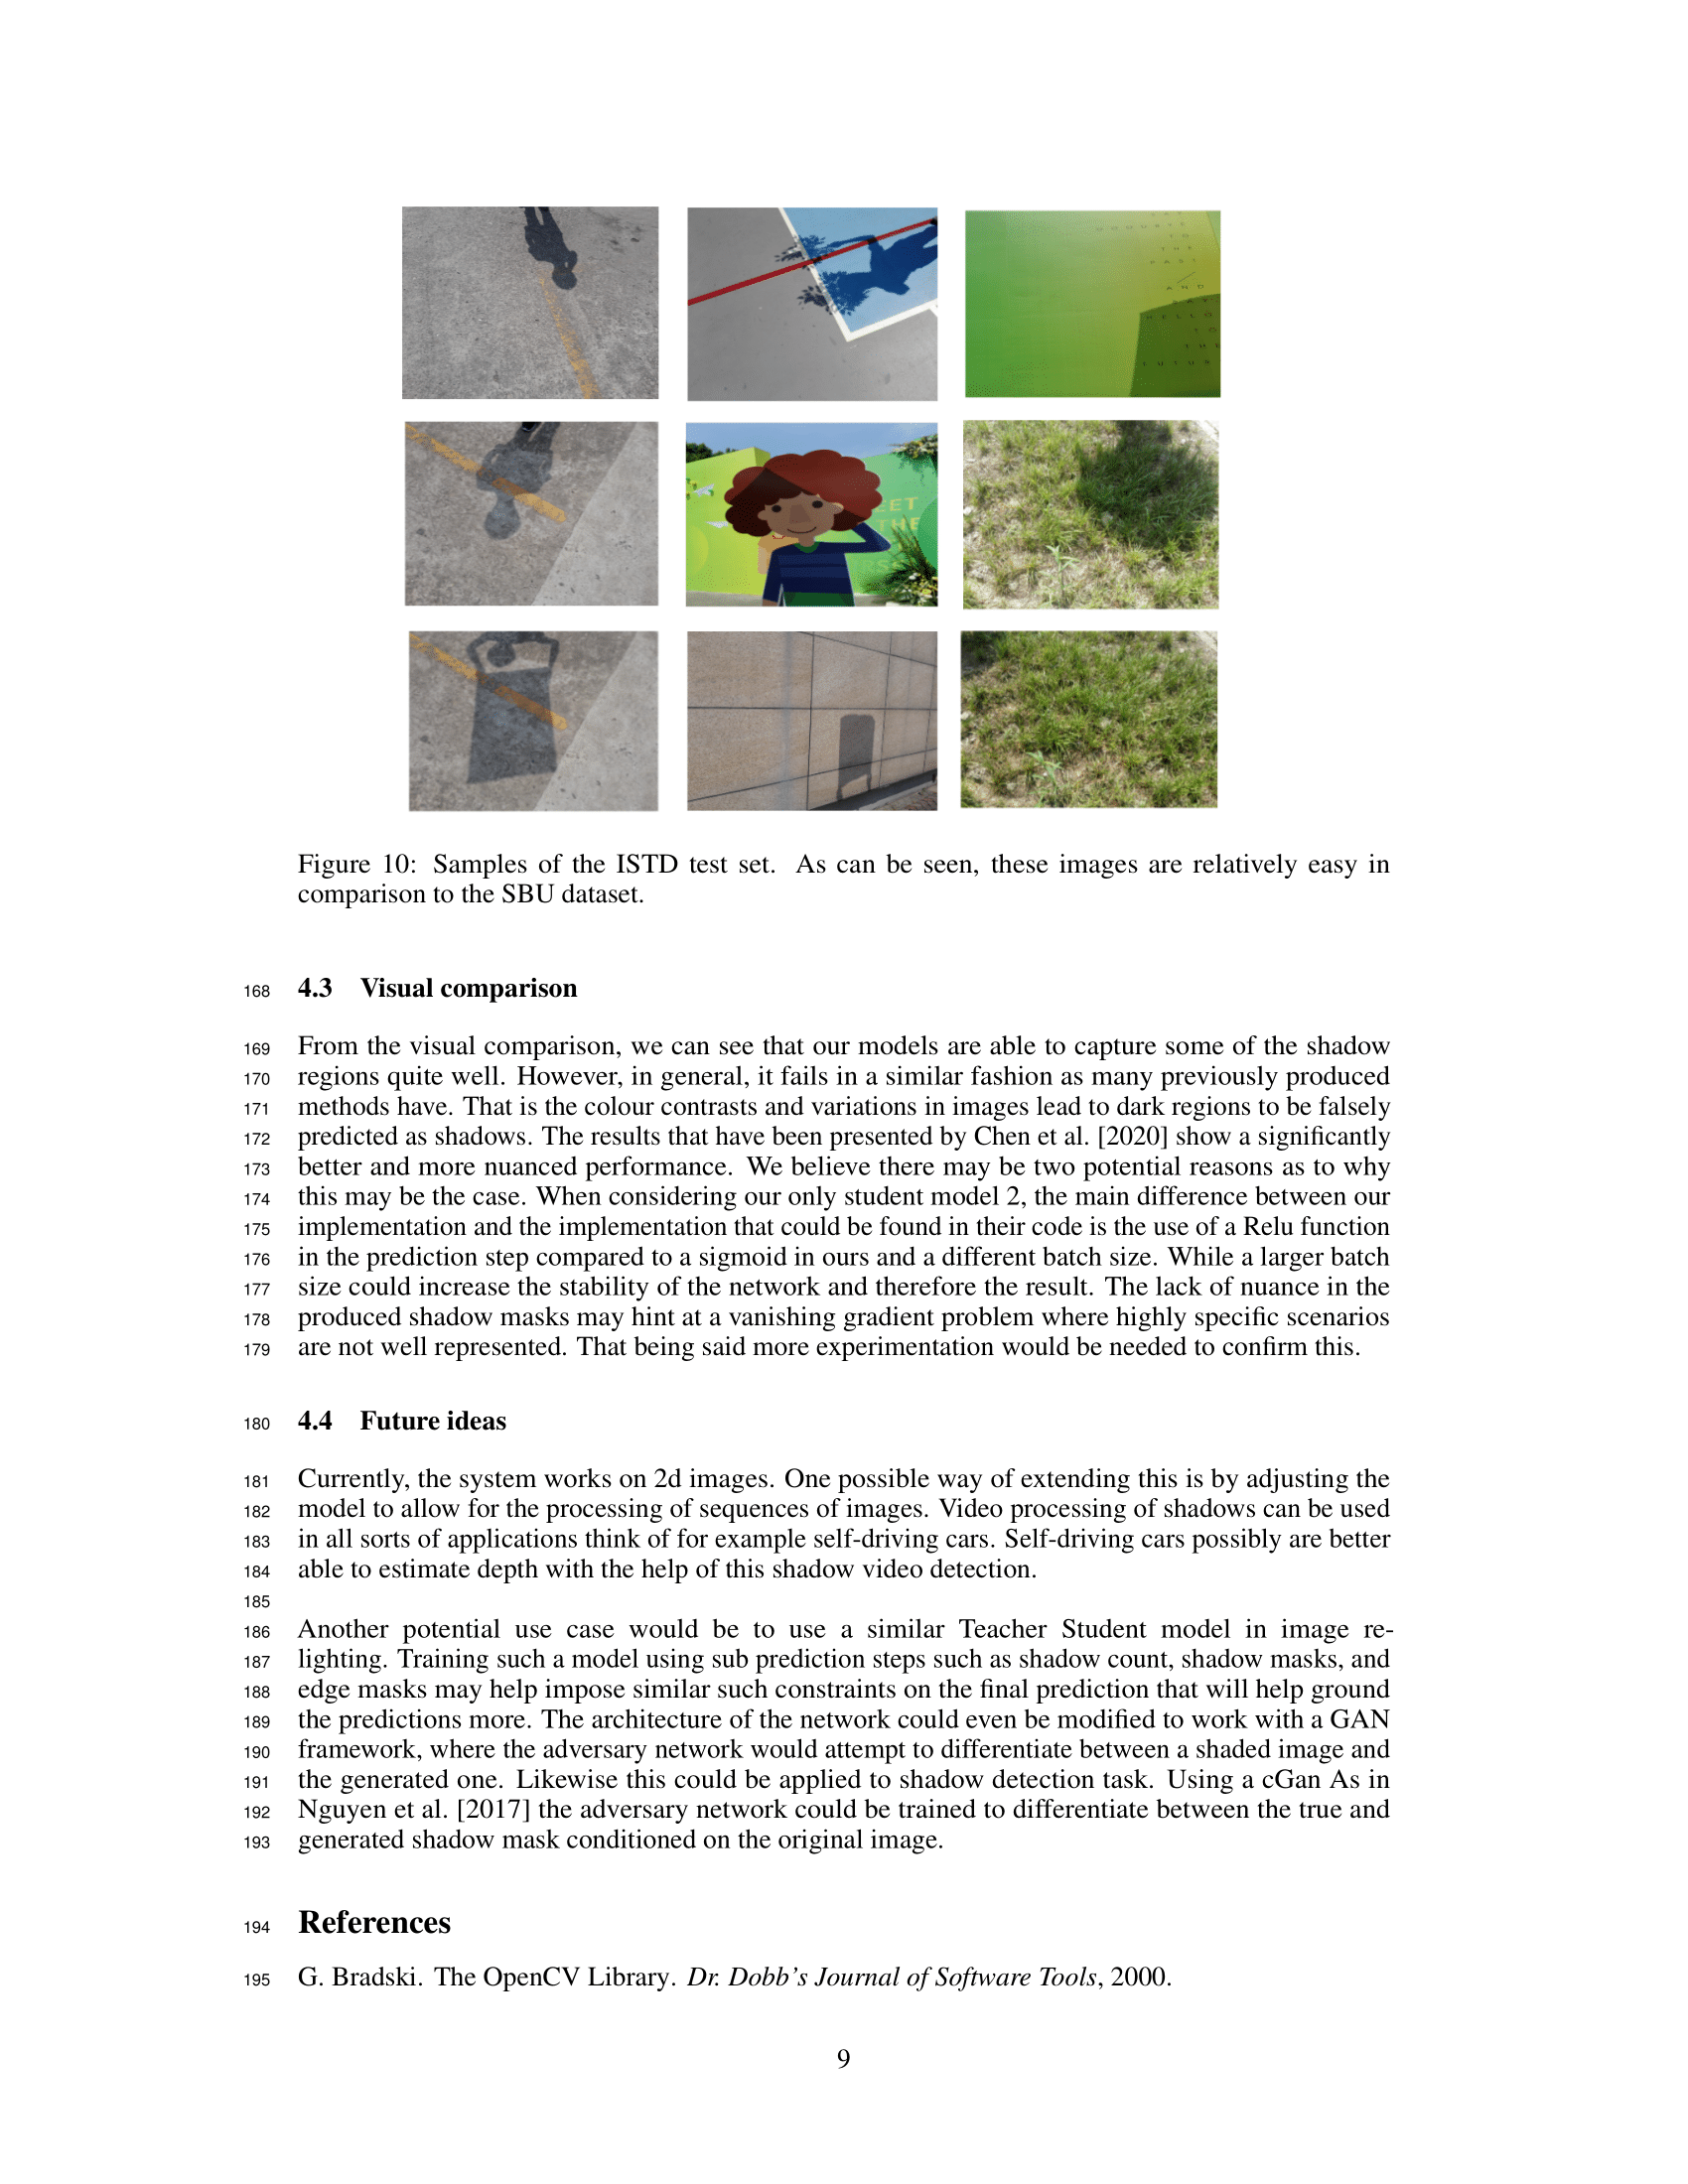 EET
THE
Figure 10: Samples of the ISTD test set. As can be seen, these images are relatively easy in
comparison to the SBU dataset.
168 4.3 Visual comparison
169 From the visual comparison, we can see that our models are able to capture some of the shadow
170 regions quite well. However, in general, it fails in a similar fashion as many previously produced
171 methods have. That is the colour contrasts and variations in images lead to dark regions to be falsely
172 predicted as shadows. The results that have been presented by Chen et al. [2020] show a significantly
173 better and more nuanced performance. We believe there may be two potential reasons as to why
174 this may be the case. When considering our only student model 2, the main difference between our
175 implementation and the implementation that could be found in their code is the use of a Relu function
176 in the prediction step compared to a sigmoid in ours and a different batch size. While a larger batch
177 size could increase the stability of the network and therefore the result. The lack of nuance in the
178 produced shadow masks may hint at a vanishing gradient problem where highly specific scenarios
179 are not well represented. That being said more experimentation would be needed to confirm this.
180 4.4 Future ideas
181 Currently, the system works on 2d images. One possible way of extending this is by adjusting the
182 model to allow for the processing of sequences of images. Video processing of shadows can be used
183 in all sorts of applications think of for example self-driving cars. Self-driving cars possibly are better
184 able to estimate depth with the help of this shadow video detection.
185
186 Another potential use case would be to use a similar Teacher Student model in image re-
187 lighting. Training such a model using sub prediction steps such as shadow count, shadow masks, and
188 edge masks may help impose similar such constraints on the final prediction that will help ground
189 the predictions more. The architecture of the network could even be modified to work with a GAN
190 framework, where the adversary network would attempt to differentiate between a shaded image and
191 the generated one. Likewise this could be applied to shadow detection task. Using a cGan As in
192 Nguyen et al. [2017] the adversary network could be trained to differentiate between the true and
193 generated shadow mask conditioned on the original image.
194 References
195 G. Bradski. The OpenCV Library. Dr. Dobb's Journal of Software Tools, 2000.
9